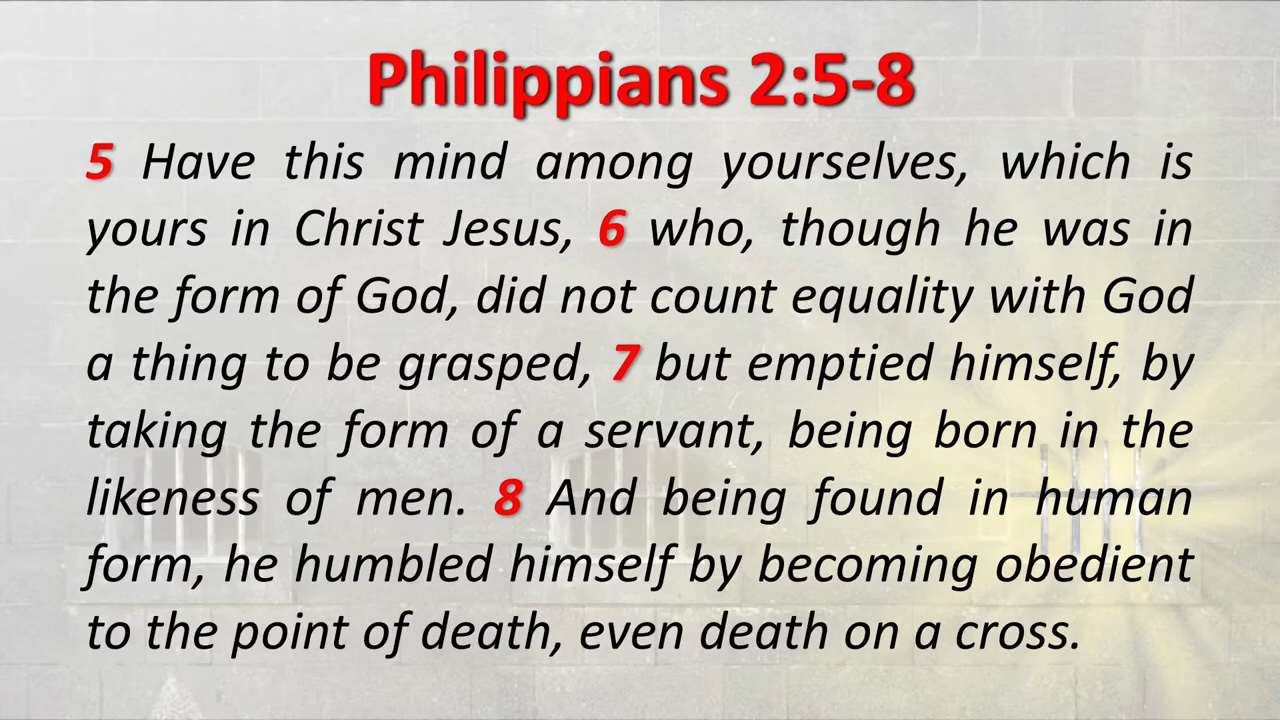 Philippians 2:5-8
5 Have this mind among yourselves, which is
yours in Christ Jesus, 6 who, though he was in
the form of God, did not count equality with God
a thing to be grasped, 7 but emptied himself, by
taking the form of a servant, being born in the
likeness of men. 8 And being found in human
form, he humbled himself by becoming obedient
to the point of death, even death on a cross.